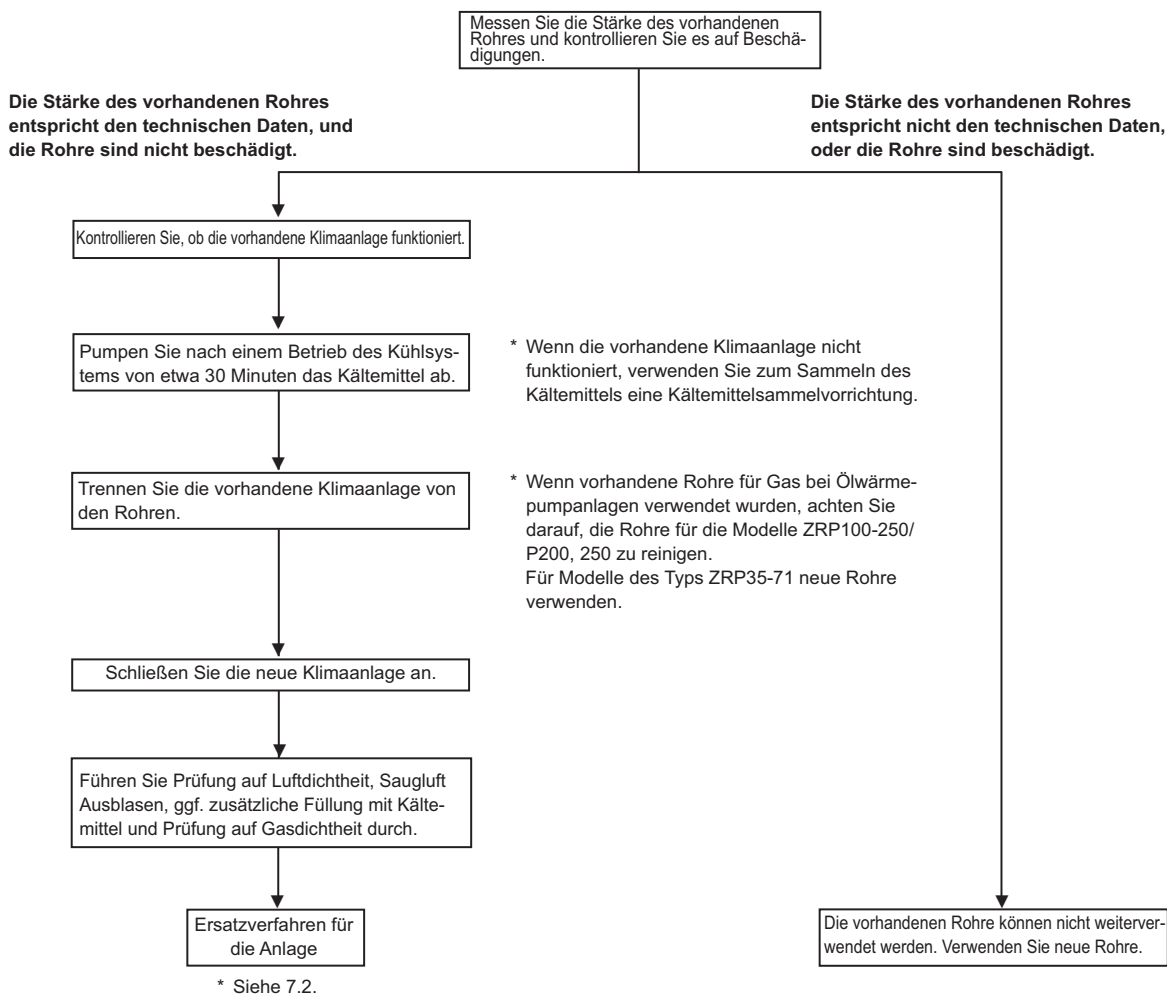 Messen Sie die Stärke des vorhandenen
Rohres und kontrollieren Sie es auf Beschä-
digungen.
Die Stärke des vorhandenen Rohres
entspricht den technischen Daten, und
die Rohre sind nicht beschädigt.
Die Stärke des vorhandenen Rohres
entspricht nicht den technischen Daten,
oder die Rohre sind beschädigt.
Kontrollieren Sie, ob die vorhandene Klimaanlage funktioniert.
Pumpen Sie nach einem Betrieb des Kühlsys-
tems von etwa 30 Minuten das Kältemittel ab.
* Wenn die vorhandene Klimaanlage nicht
funktioniert, verwenden Sie zum Sammeln des
Kältemittels eine Kältemittelsammelvorrichtung.
Trennen Sie die vorhandene Klimaanlage von
den Rohren.
* Wenn vorhandene Rohre für Gas bei Ölwärme-
pumpanlagen verwendet wurden, achten Sie
darauf, die Rohre für die Modelle ZRP100-250/
P200, 250 zu reinigen.
Für Modelle des Typs ZRP35-71 neue Rohre
verwenden.
Schließen Sie die neue Klimaanlage an.
Führen Sie Prüfung auf Luftdichtheit, Saugluft
Ausblasen, ggf. zusätzliche Füllung mit Kälte-
mittel und Prüfung auf Gasdichtheit durch.
Ersatzverfahren für
die Anlage
* Siehe 7.2.
Die vorhandenen Rohre können nicht weiterver-
wendet werden. Verwenden Sie neue Rohre.